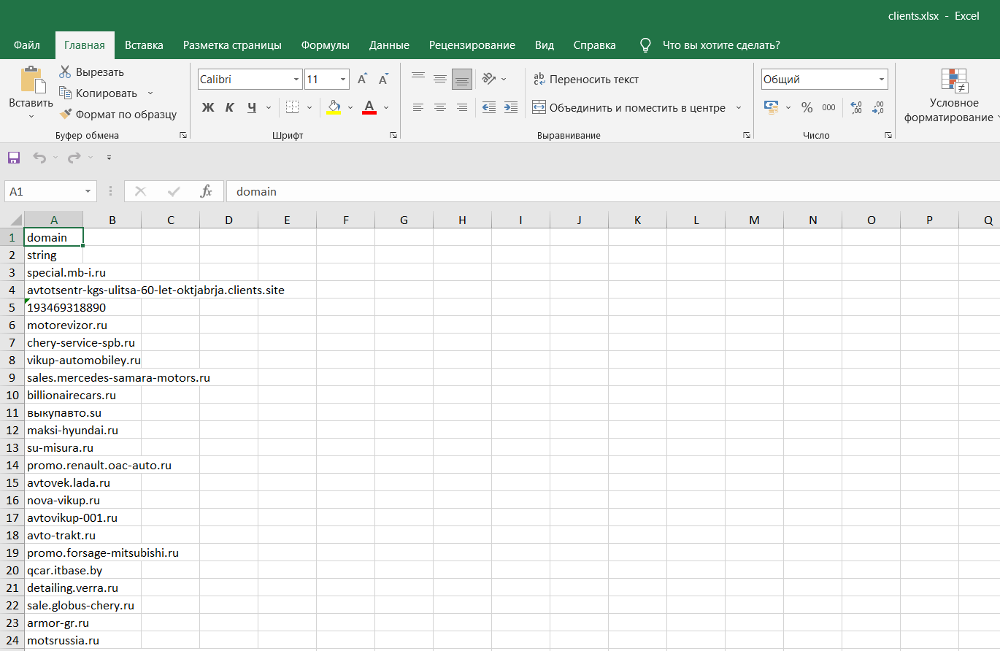 clients.xlsx - Excel
Файл Главная Вставка Разметка страницы Формулы Данные Рецензирование Вид Справка Что вы хотите сделать?
Вставить
Вырезать
Копировать
Формат по образцу
Буфер обмена
Calibri 11
Ж К Ч
Шрифт
Переносить текст
Объединить и поместить в центре
Выравнивание
Общий
% 000
Число
Условное
форматирование
A1 fx domain
A B C D E F G H I J K L M N O P Q
1 domain
2 string
3 special.mb-i.ru
4 avtotsentr-kgs-ulitsa-60-let-oktjabrja.clients.site
5 193469318890
6 motorevizor.ru
7 chery-service-spb.ru
8 vikup-automobiley.ru
9 sales.mercedes-samara-motors.ru
10 billionairecars.ru
11 выкупавто.su
12 maksi-hyundai.ru
13 su-misura.ru
14 promo.renault.oac-auto.ru
15 avtovek.lada.ru
16 nova-vikup.ru
17 avtovikup-001.ru
18 avto-trakt.ru
19 promo.forsage-mitsubishi.ru
20 qcar.itbase.by
21 detailing.verra.ru
22 sale.globus-chery.ru
23 armor-gr.ru
24 motsrussia.ru